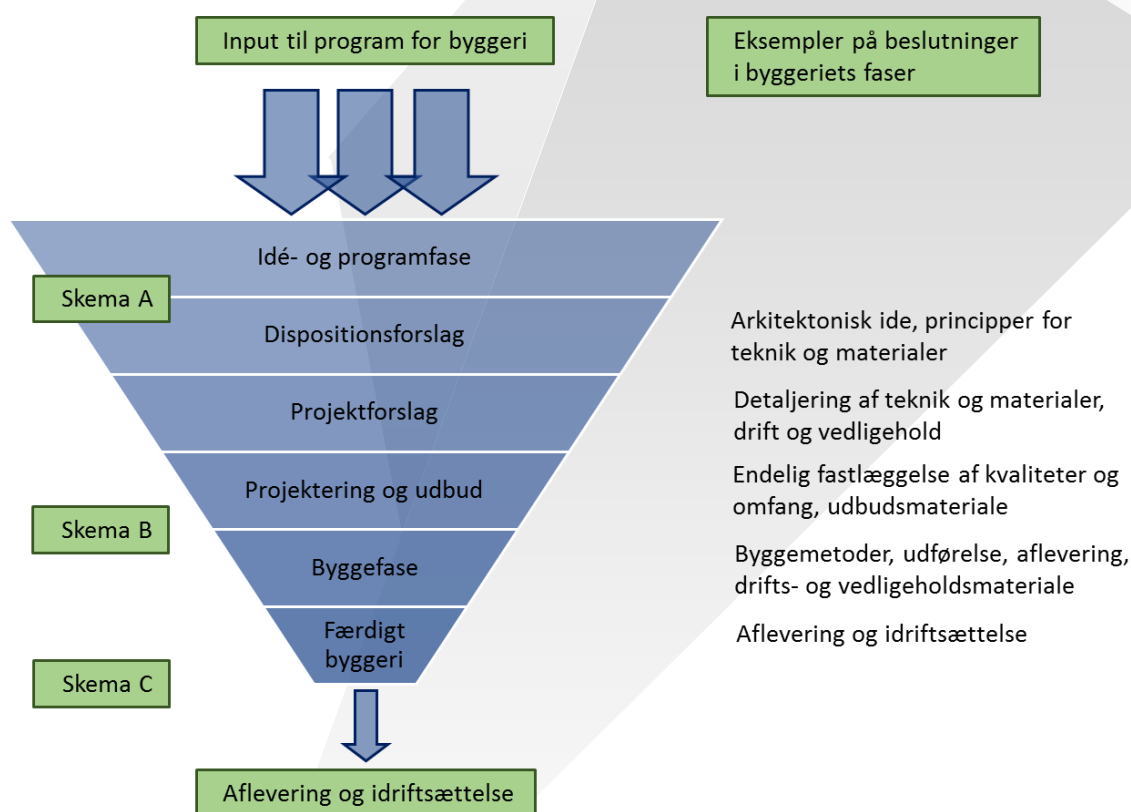 Input til program for byggeri
Eksempler på beslutninger
i byggeriets faser
Idé- og programfase
Skema A
Dispositionsforslag
Arkitektonisk ide, principper for
teknik og materialer
Projektforslag
Detaljering af teknik og materialer,
drift og vedligehold
Projektering og udbud
Endelig fastlæggelse af kvaliteter og
omfang, udbudsmateriale
Skema B
Byggefase
Byggemetoder, udførelse, aflevering,
drifts- og vedligeholdsmateriale
Færdigt
byggeri
Aflevering og idriftsættelse
Skema C
Aflevering og idriftsættelse